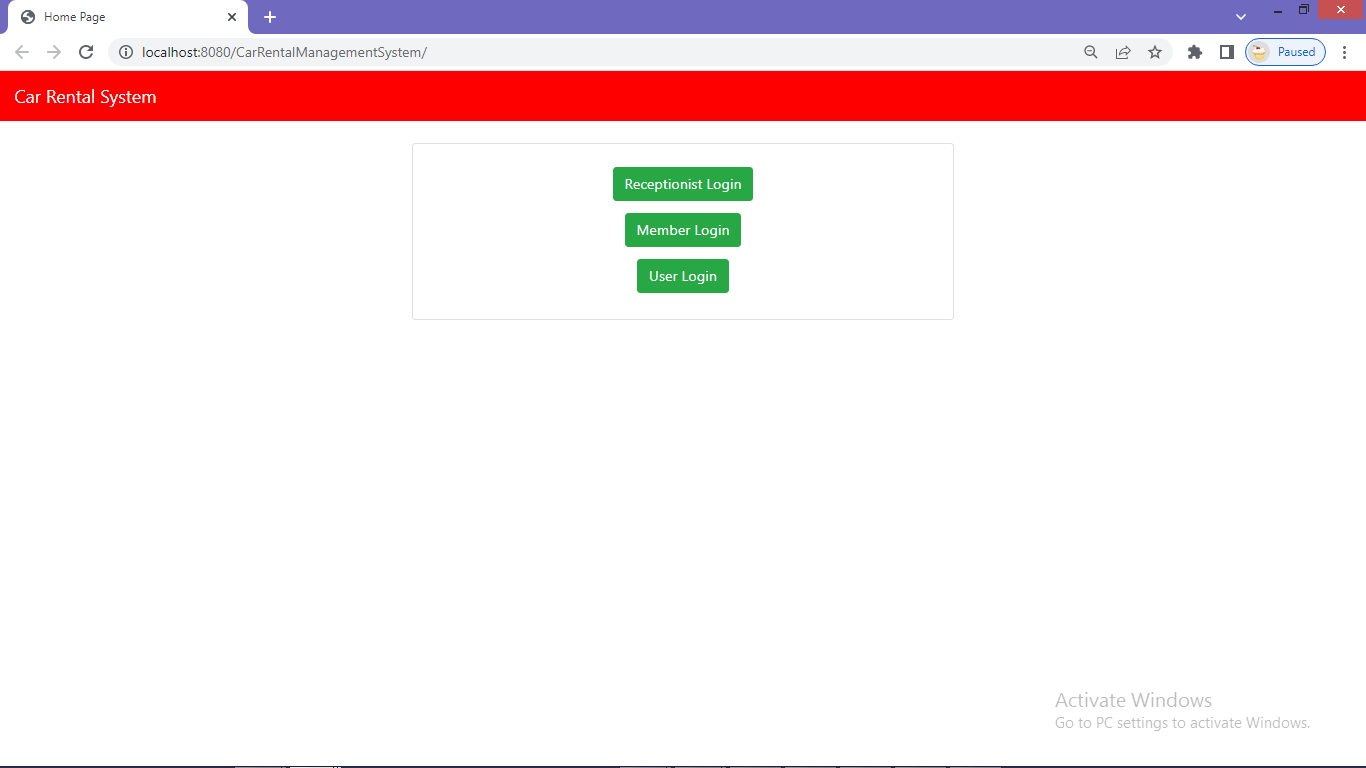 Home Page
localhost:8080/CarRentalManagementSystem/
Paused
Car Rental System
Receptionist Login
Member Login
User Login
Activate Windows
Go to PC settings to activate Windows.